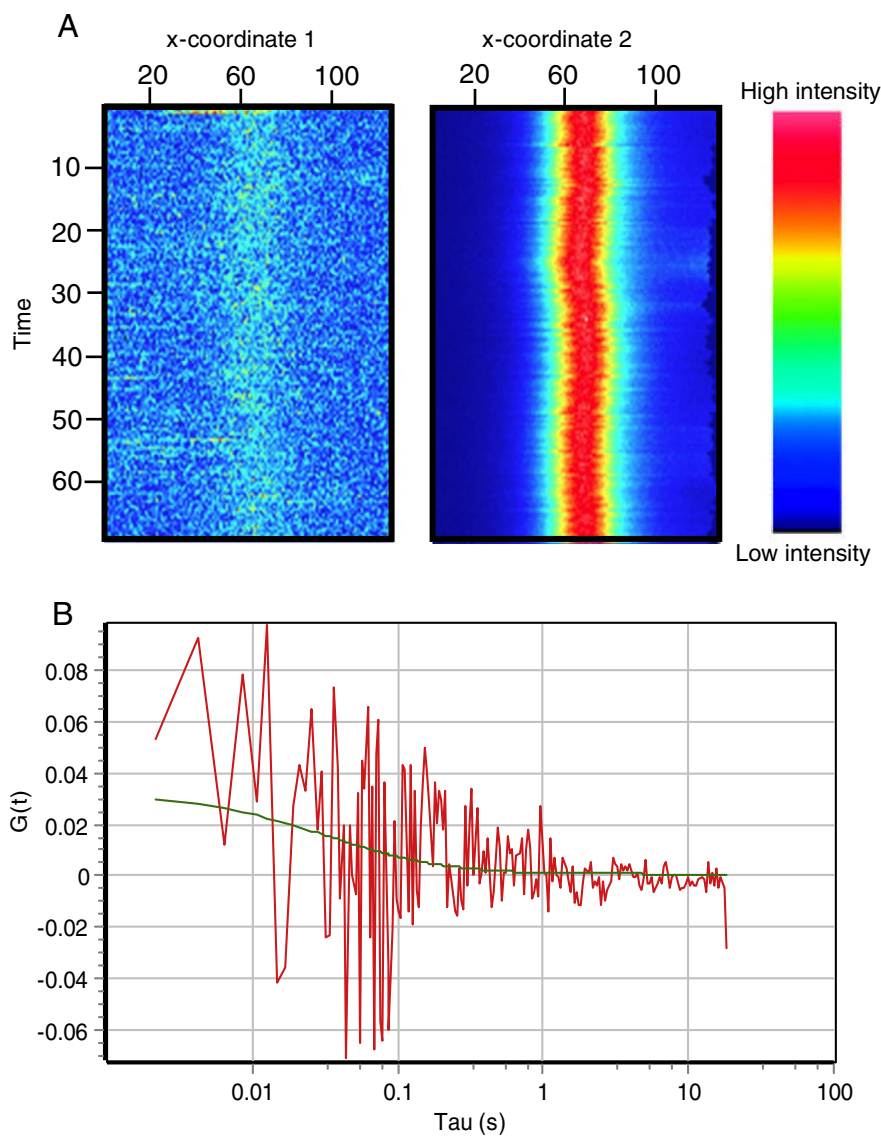 A
x-coordinate 1
x-coordinate 2
20 60 100
20 60 100
High intensity
Time
10
20
30
40
50
60
Low intensity
B
G(t)
0.08
0.06
0.04
0.02
0
-0.02
-0.04
-0.06
0.01 0.1 1 10 100
Tau (s)